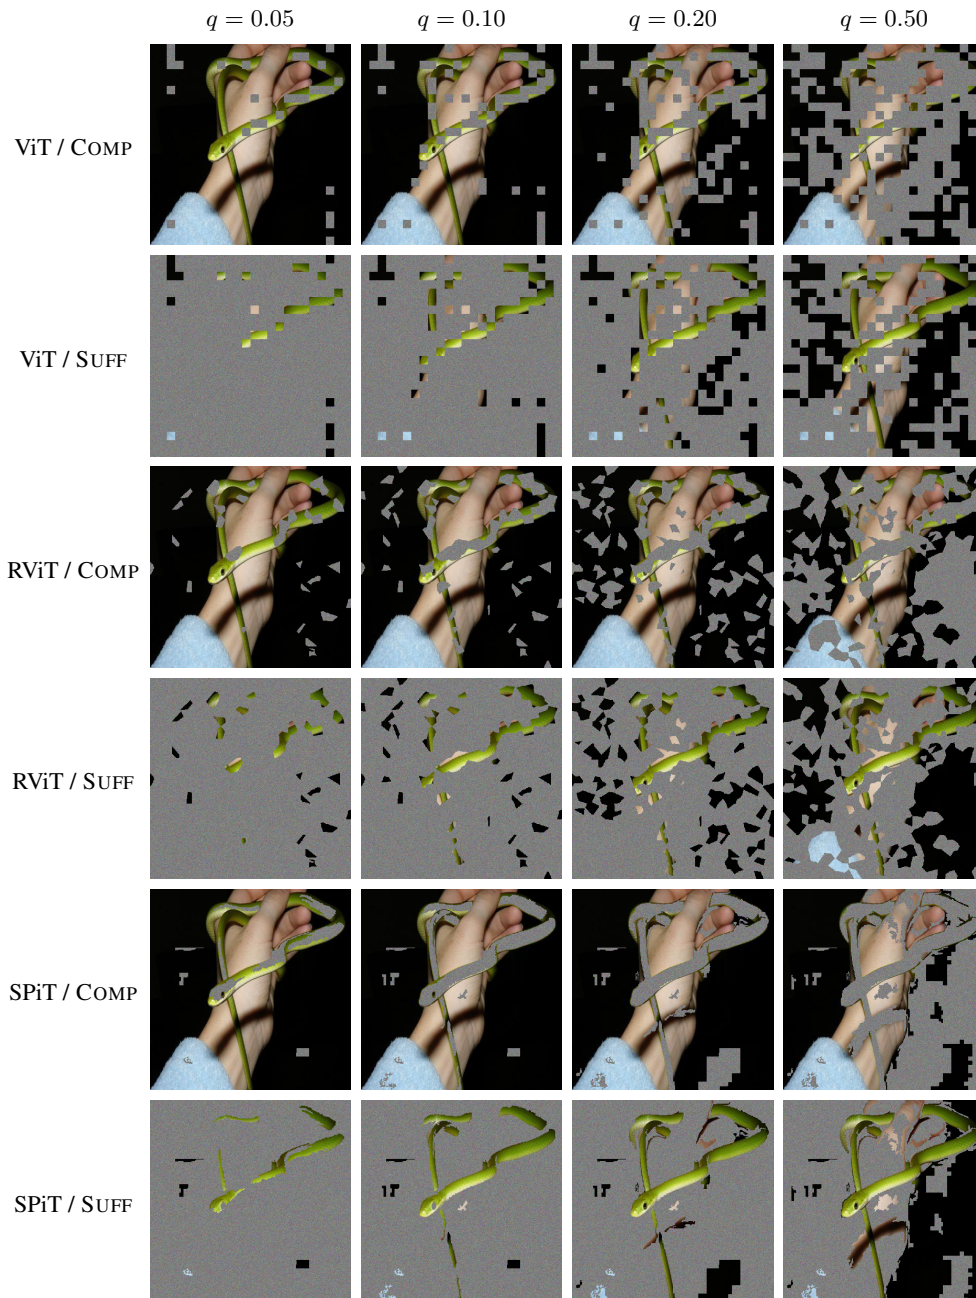 q = 0.05 q = 0.10 q = 0.20 q = 0.50
ViT / COMP
ViT / SUFF
RViT / COMP
RViT / SUFF
SPiT / COMP
SPiT / SUFF